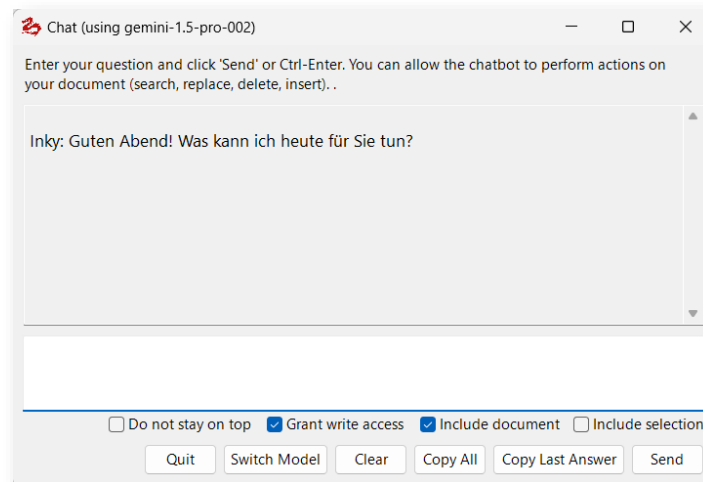 Chat (using gemini-1.5-pro-002)
Enter your question and click 'Send' or Ctrl-Enter. You can allow the chatbot to perform actions on
your document (search, replace, delete, insert). .
Inky: Guten Abend! Was kann ich heute für Sie tun?
Do not stay on top Grant write access Include document Include selection
Quit Switch Model Clear Copy All Copy Last Answer Send